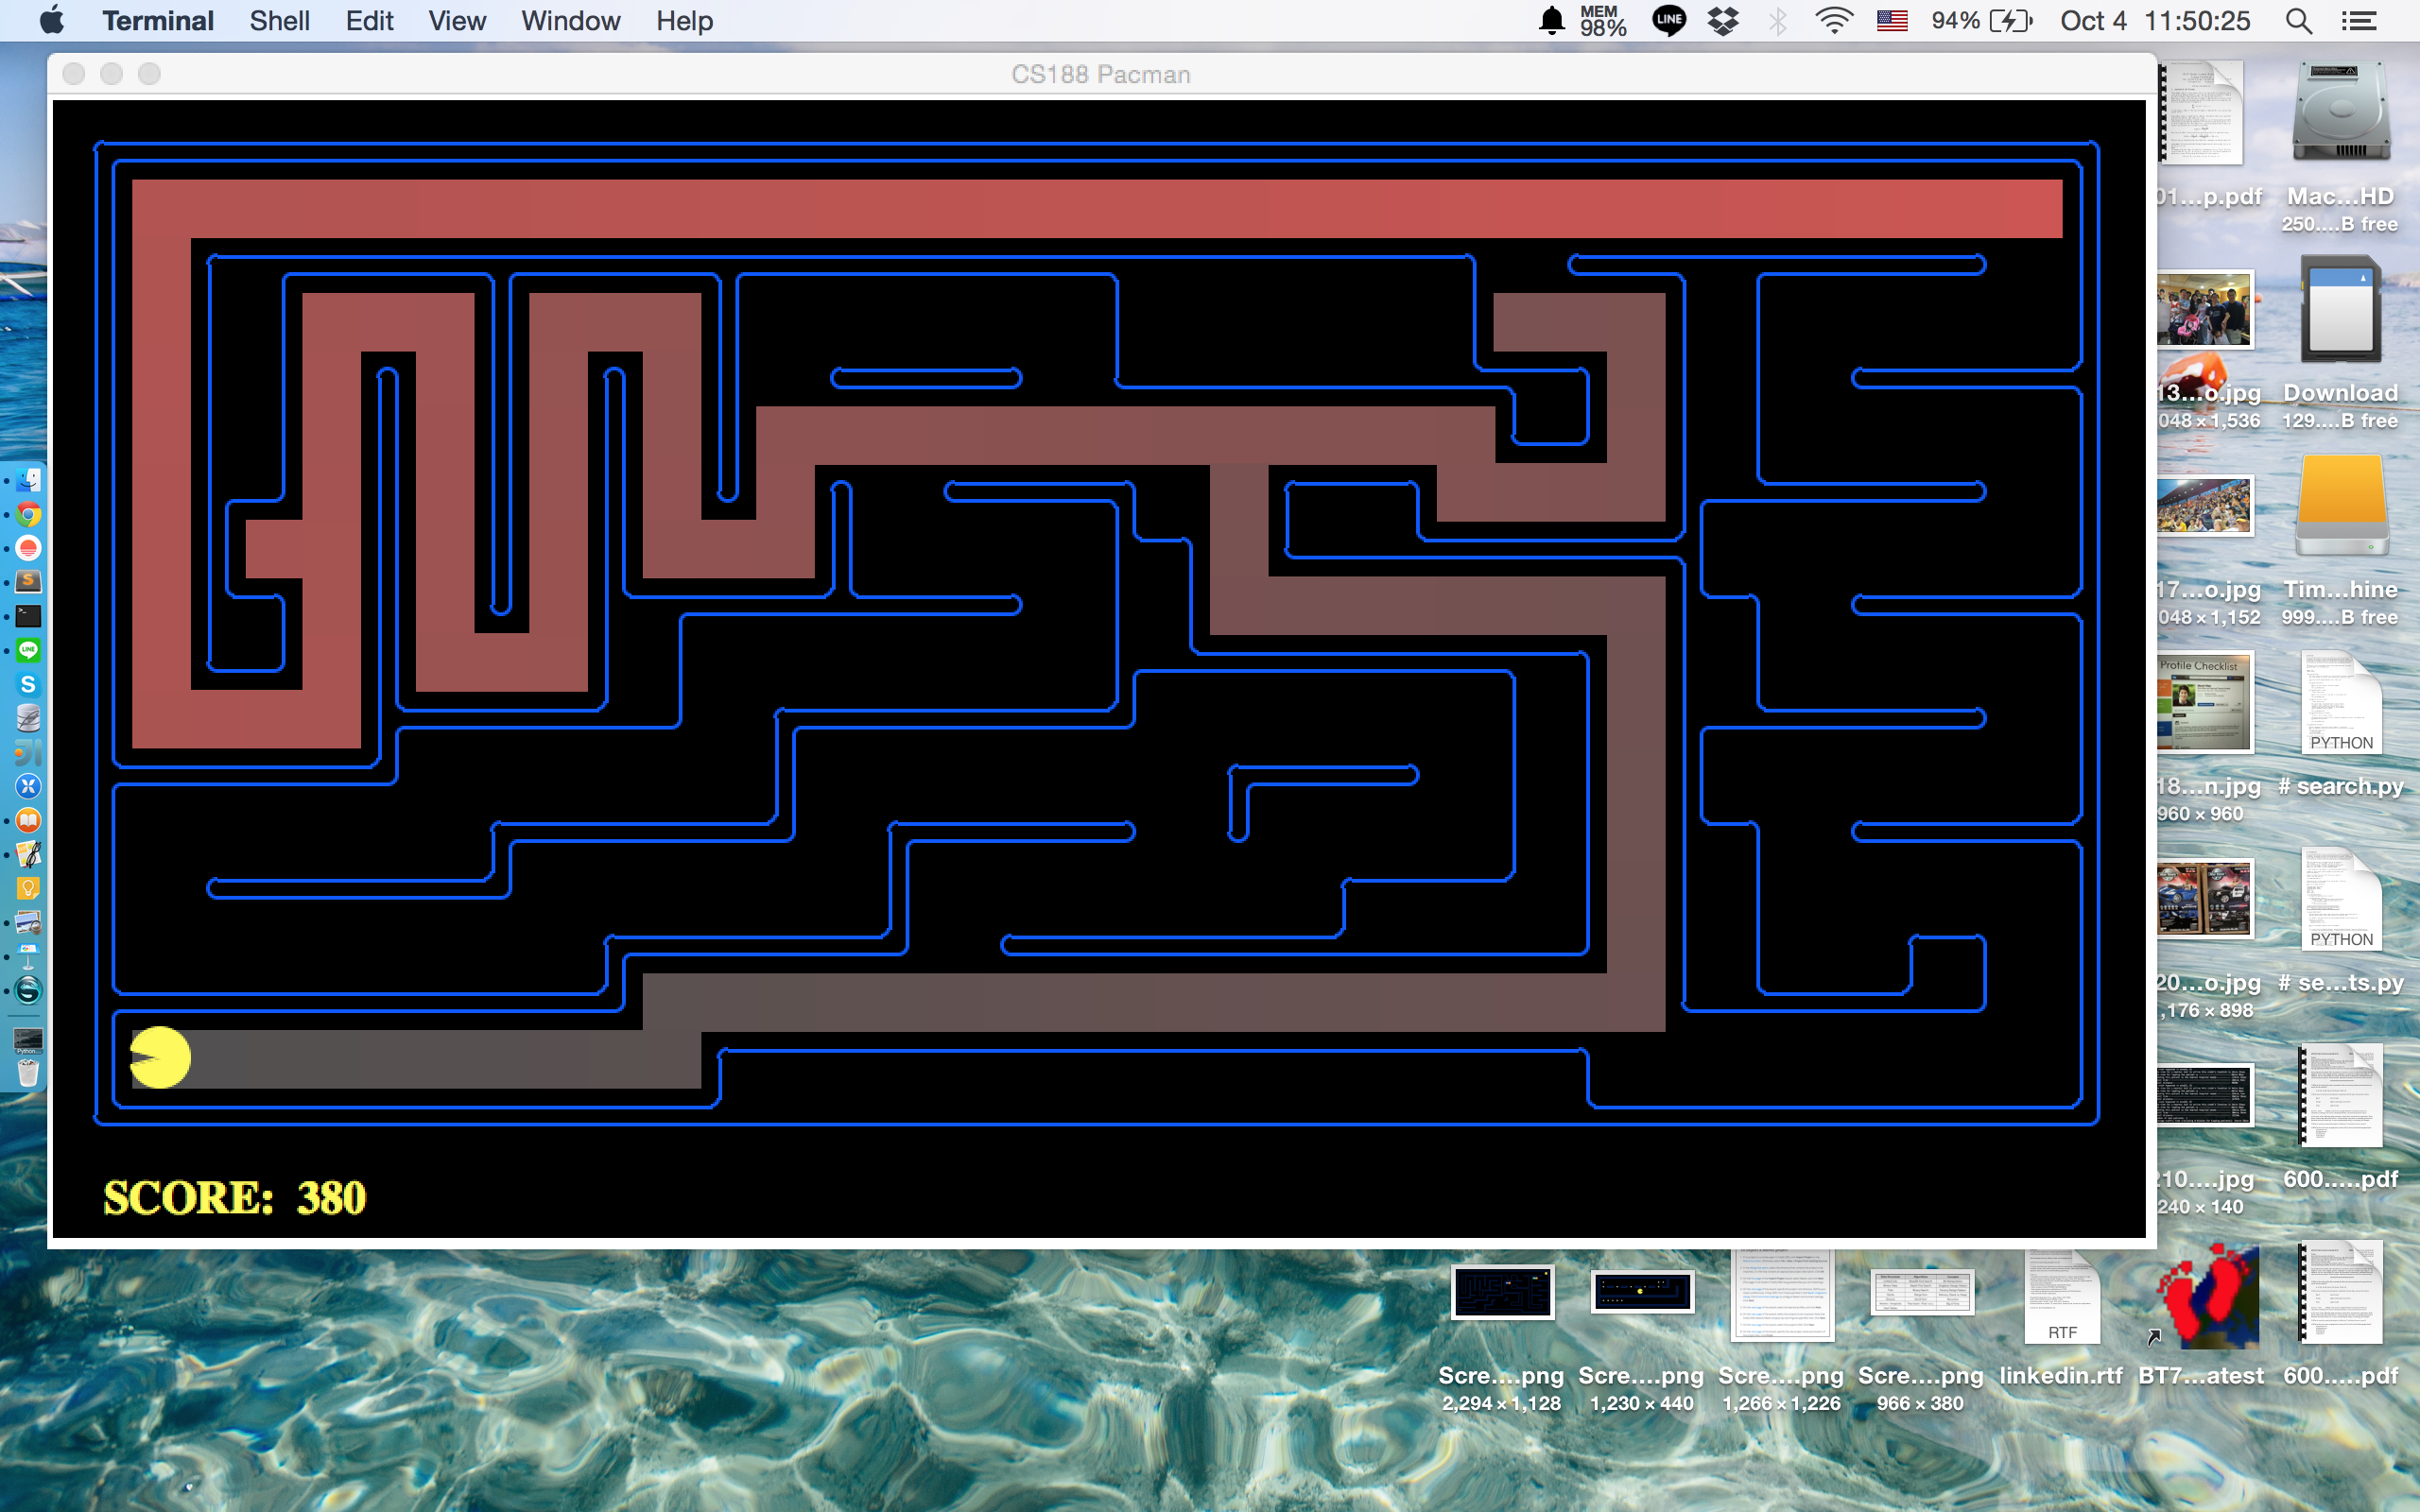 Terminal Shell Edit View Window Help
MEM
98%
LINE
94%
Oct 4 11:50:25
CS188 Pacman
SCORE: 380
01...p.pdf
Mac...HD
250....B free
13...o.jpg
048 × 1,536
Download
129....B free
17...o.jpg
048 × 1,152
Tim...hine
999....B free
Profile Checklist
18...n.jpg
960 × 960
PYTHON
# search.py
20...o.jpg
,176 × 898
PYTHON
# se...ts.py
210....jpg
240 × 140
600.....pdf
Scre....png
2,294 × 1,128
Scre....png
1,230 × 440
Scre....png
1,266 × 1,226
Scre....png
966 × 380
RTF
linkedin.rtf
BT7...atest
600.....pdf